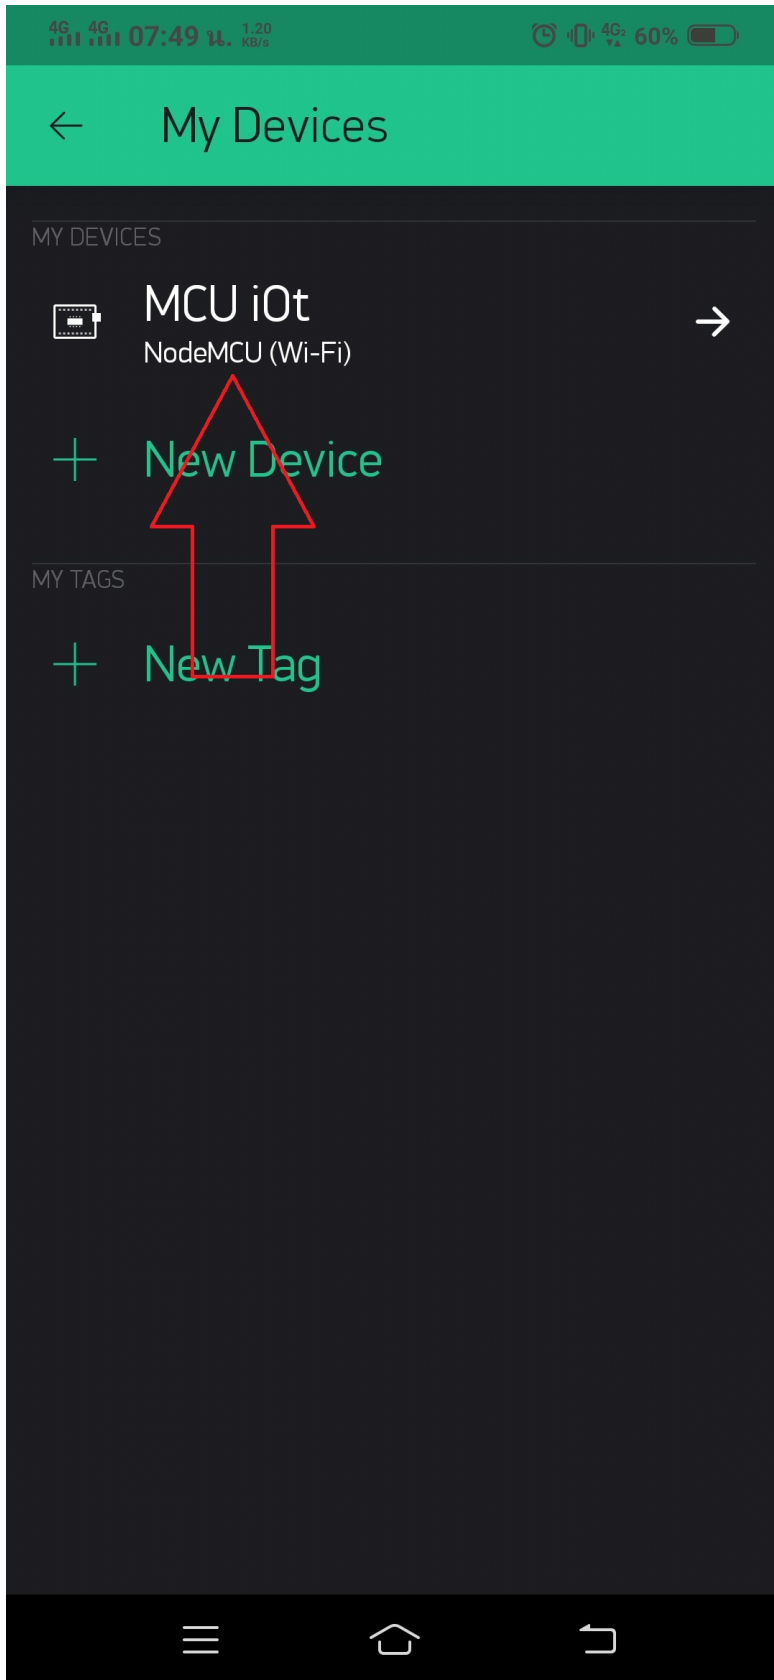 4G 4G 07:49 น. 1.20 KB/s 4G2 60%
My Devices
MY DEVICES
MCU iOt
NodeMCU (Wi-Fi)
New Device
MY TAGS
New Tag